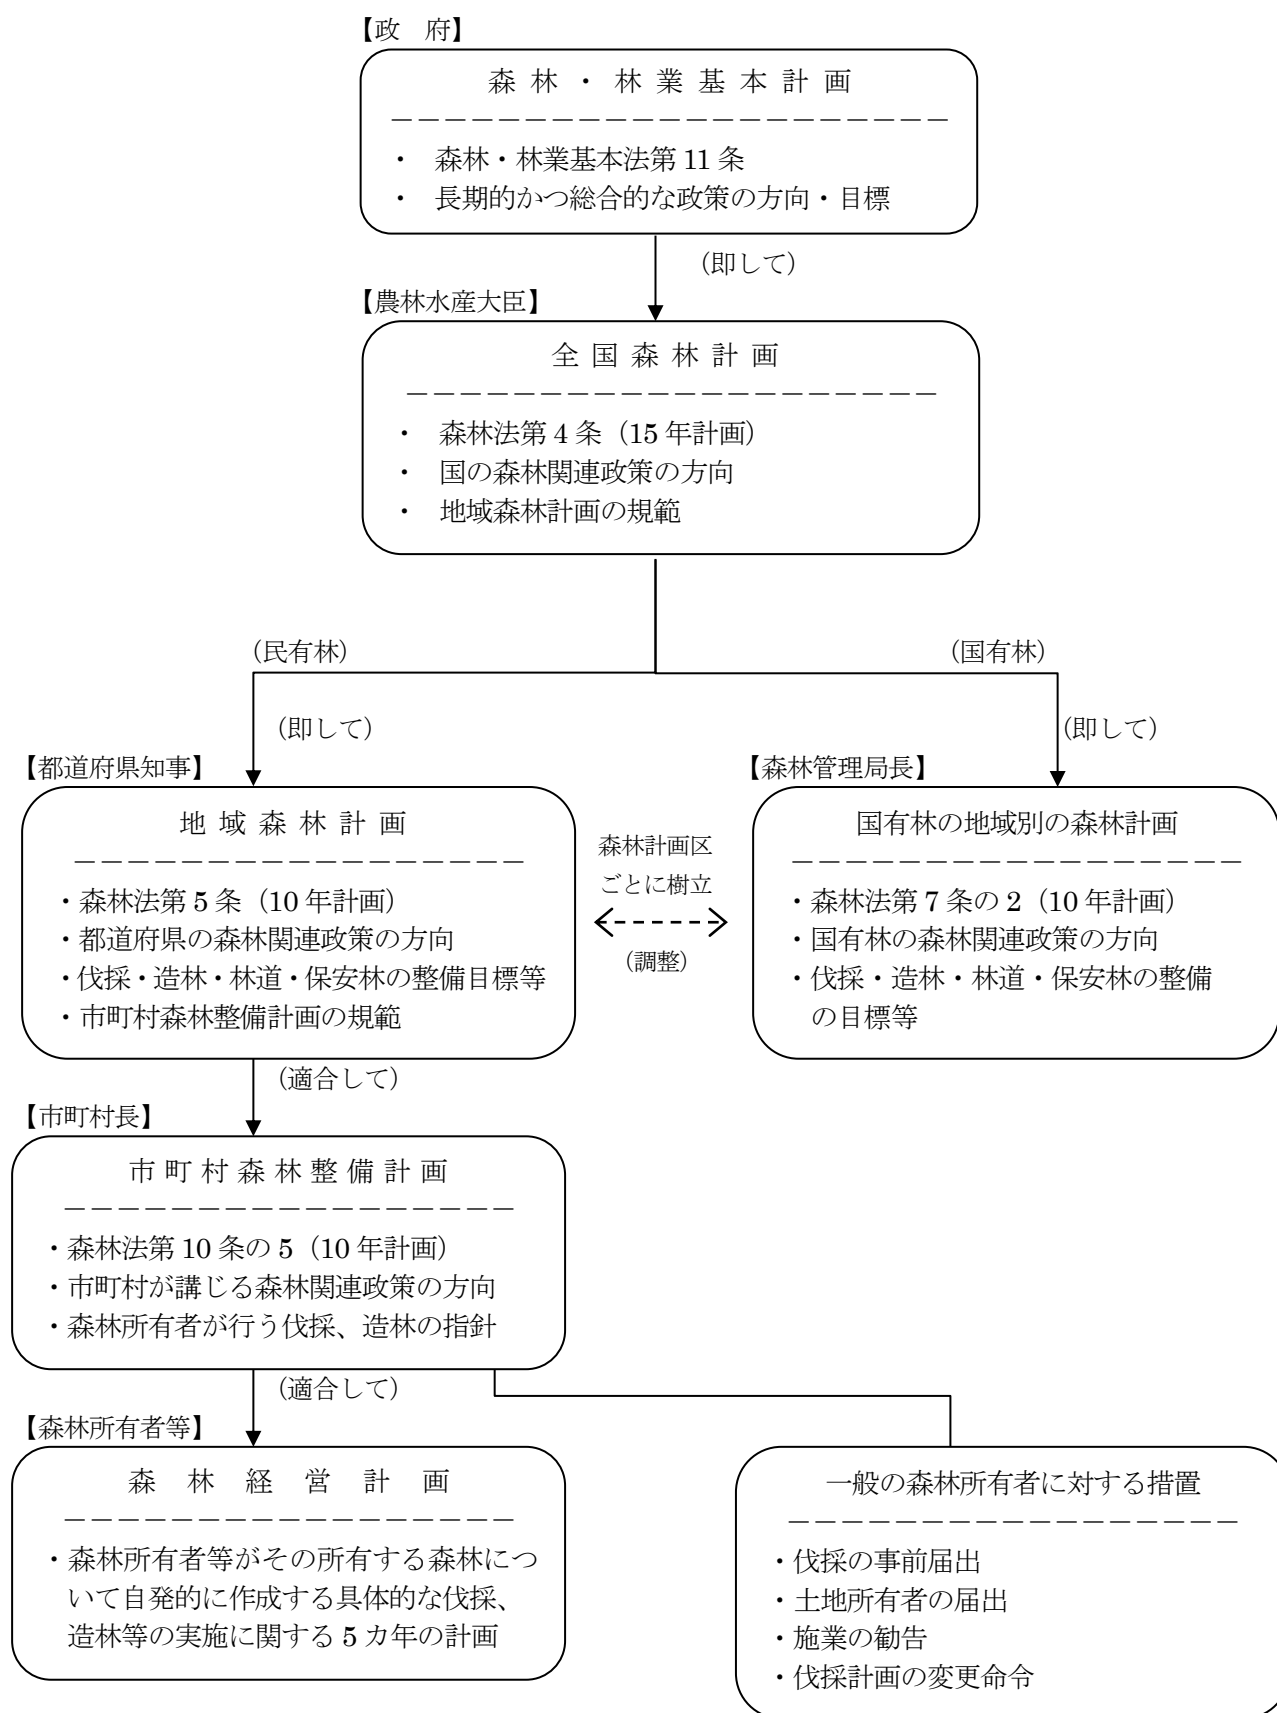 【政　府】
森林・林業基本計画
・　森林・林業基本法第 11 条
・　長期的かつ総合的な政策の方向・目標
（即して）
【農林水産大臣】
全国森林計画
・　森林法第 4 条（15 年計画）
・　国の森林関連政策の方向
・　地域森林計画の規範
（民有林）
（国有林）
（即して）
（即して）
【都道府県知事】
地域森林計画
・森林法第 5 条（10 年計画）
・都道府県の森林関連政策の方向
・伐採・造林・林道・保安林の整備目標等
・市町村森林整備計画の規範
森林計画区
ごとに樹立
（調整）
【森林管理局長】
国有林の地域別の森林計画
・森林法第 7 条の 2（10 年計画）
・国有林の森林関連政策の方向
・伐採・造林・林道・保安林の整備
の目標等
（適合して）
【市町村長】
市町村森林整備計画
・森林法第 10 条の 5（10 年計画）
・市町村が講じる森林関連政策の方向
・森林所有者が行う伐採、造林の指針
（適合して）
【森林所有者等】
森林経営計画
・森林所有者等がその所有する森林につ
いて自発的に作成する具体的な伐採、
造林等の実施に関する 5 カ年の計画
一般の森林所有者に対する措置
・伐採の事前届出
・土地所有者の届出
・施業の勧告
・伐採計画の変更命令